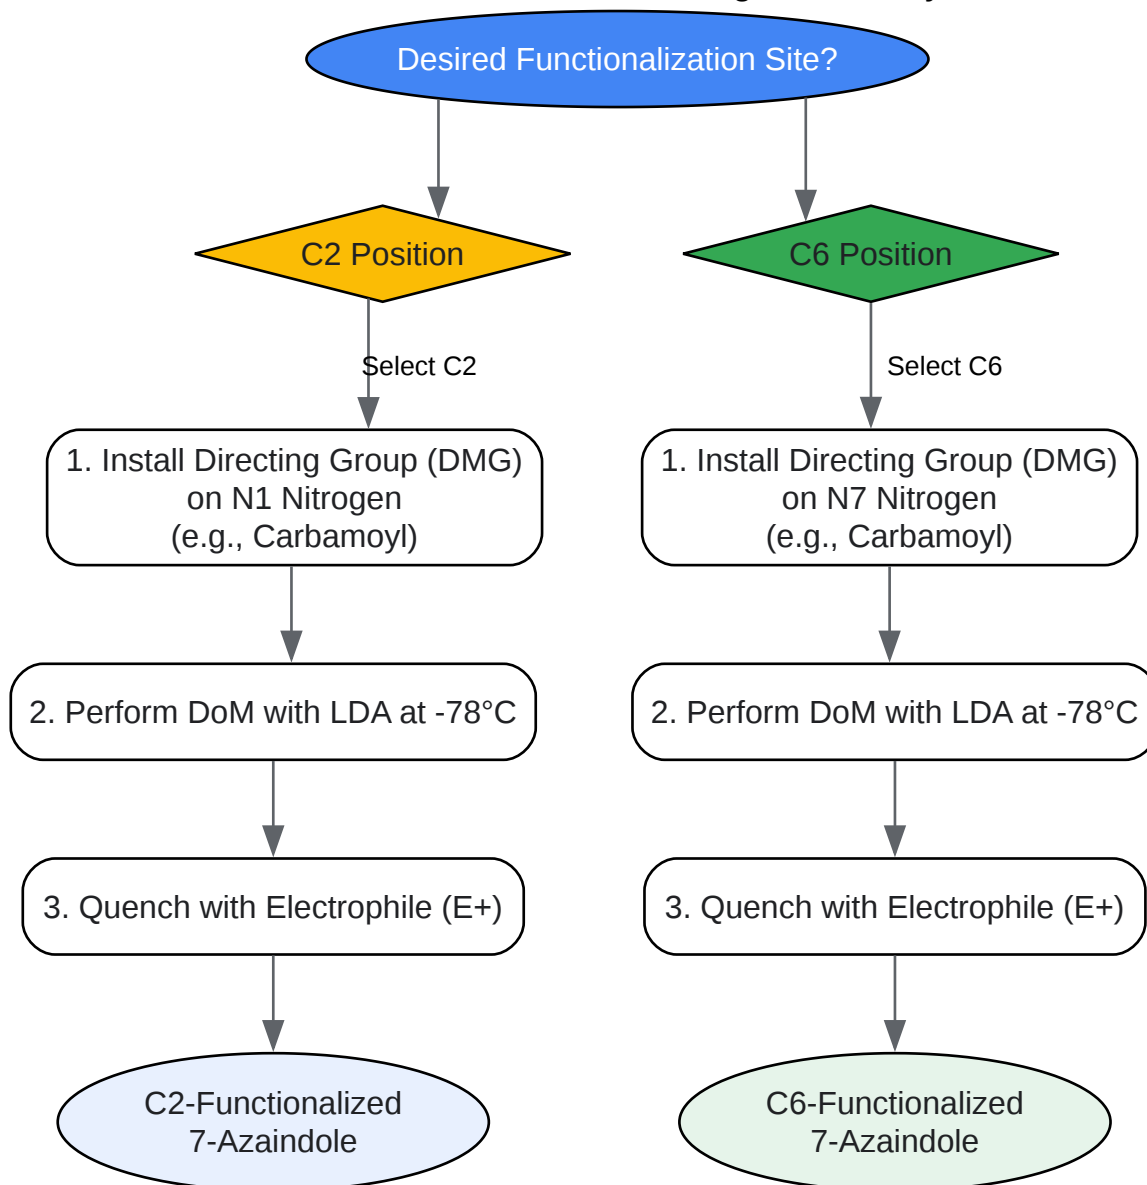 Desired Functionalization Site?
C2 Position
C6 Position
Select C2
Select C6
1. Install Directing Group (DMG)
on N1 Nitrogen
(e.g., Carbamoyl)
1. Install Directing Group (DMG)
on N7 Nitrogen
(e.g., Carbamoyl)
2. Perform DoM with LDA at -78°C
2. Perform DoM with LDA at -78°C
3. Quench with Electrophile (E+)
3. Quench with Electrophile (E+)
C2-Functionalized
7-Azaindole
C6-Functionalized
7-Azaindole